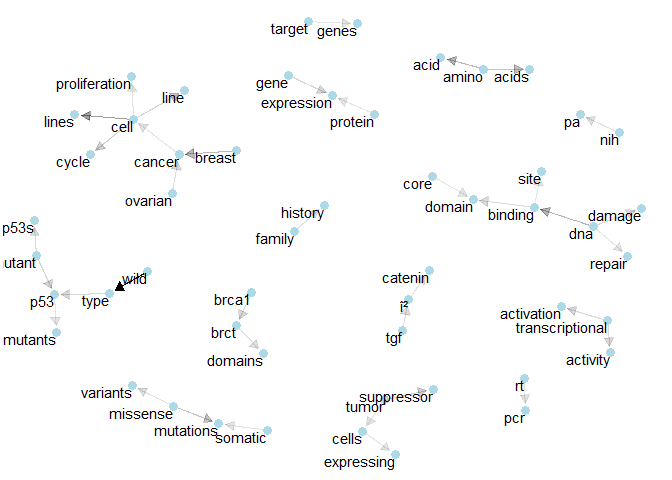 target genes
acid amino acids
proliferation
line
gene
expression
lines
cell
protein
pa
nih
cycle
cancer
breast
ovarian
core
site
domain
binding
damage
dna
repair
history
family
p53s
utant
wild
p53
type
mutants
brca1
brct
domains
catenin
î²
tgf
activation
transcriptional
activity
variants
missense
mutations
somatic
suppressor
tumor
cells
expressing
rt
pcr